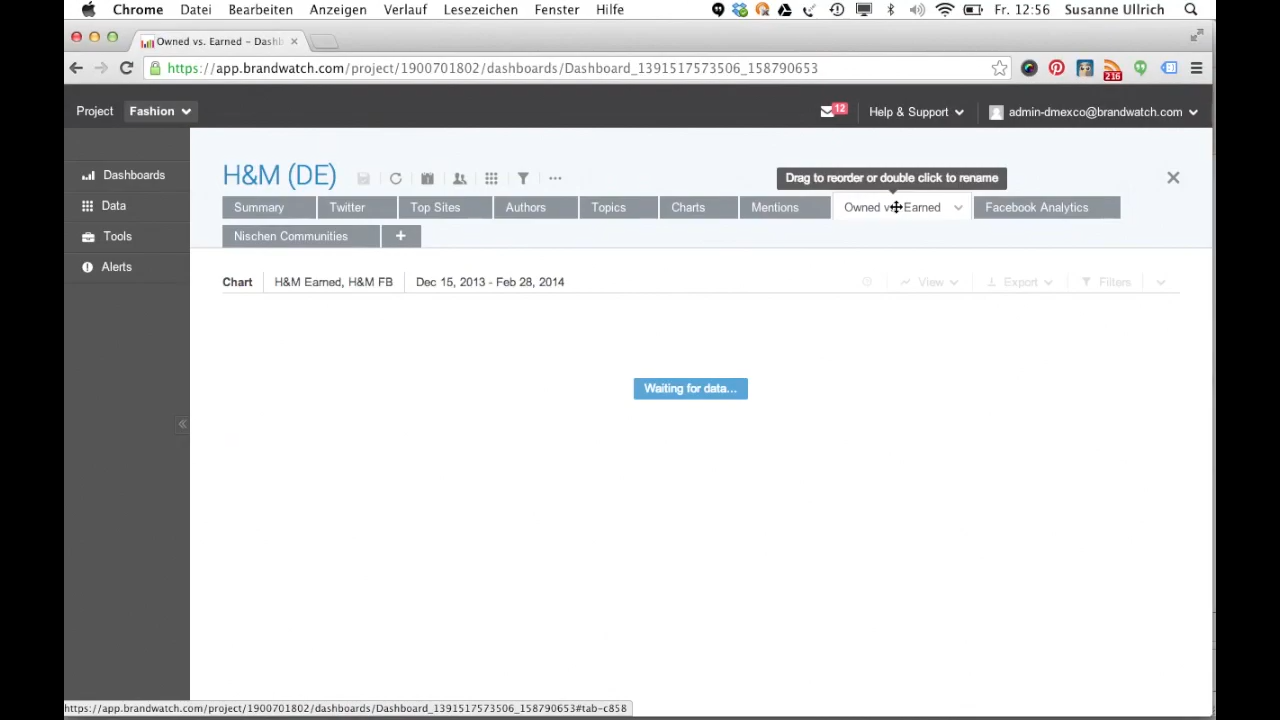 Chrome Datei Bearbeiten Anzeigen Verlauf Lesezeichen Fenster Hilfe Fr. 12:56 Susanne Ullrich
Owned vs. Earned – Dashb
https://app.brandwatch.com/project/1900701802/dashboards/Dashboard_1391517573506_158790653
216
Project Fashion 12 Help & Support admin-dmexco@brandwatch.com
H&M (DE) Drag to reorder or double click to rename
Dashboards
Data
Tools
Alerts
Summary Twitter Top Sites Authors Topics Charts Mentions Owned v Earned Facebook Analytics
Nischen Communities +
Chart H&M Earned, H&M FB Dec 15, 2013 - Feb 28, 2014 View Export Filters
Waiting for data...
https://app.brandwatch.com/project/1900701802/dashboards/Dashboard_1391517573506_158790653#tab-c858